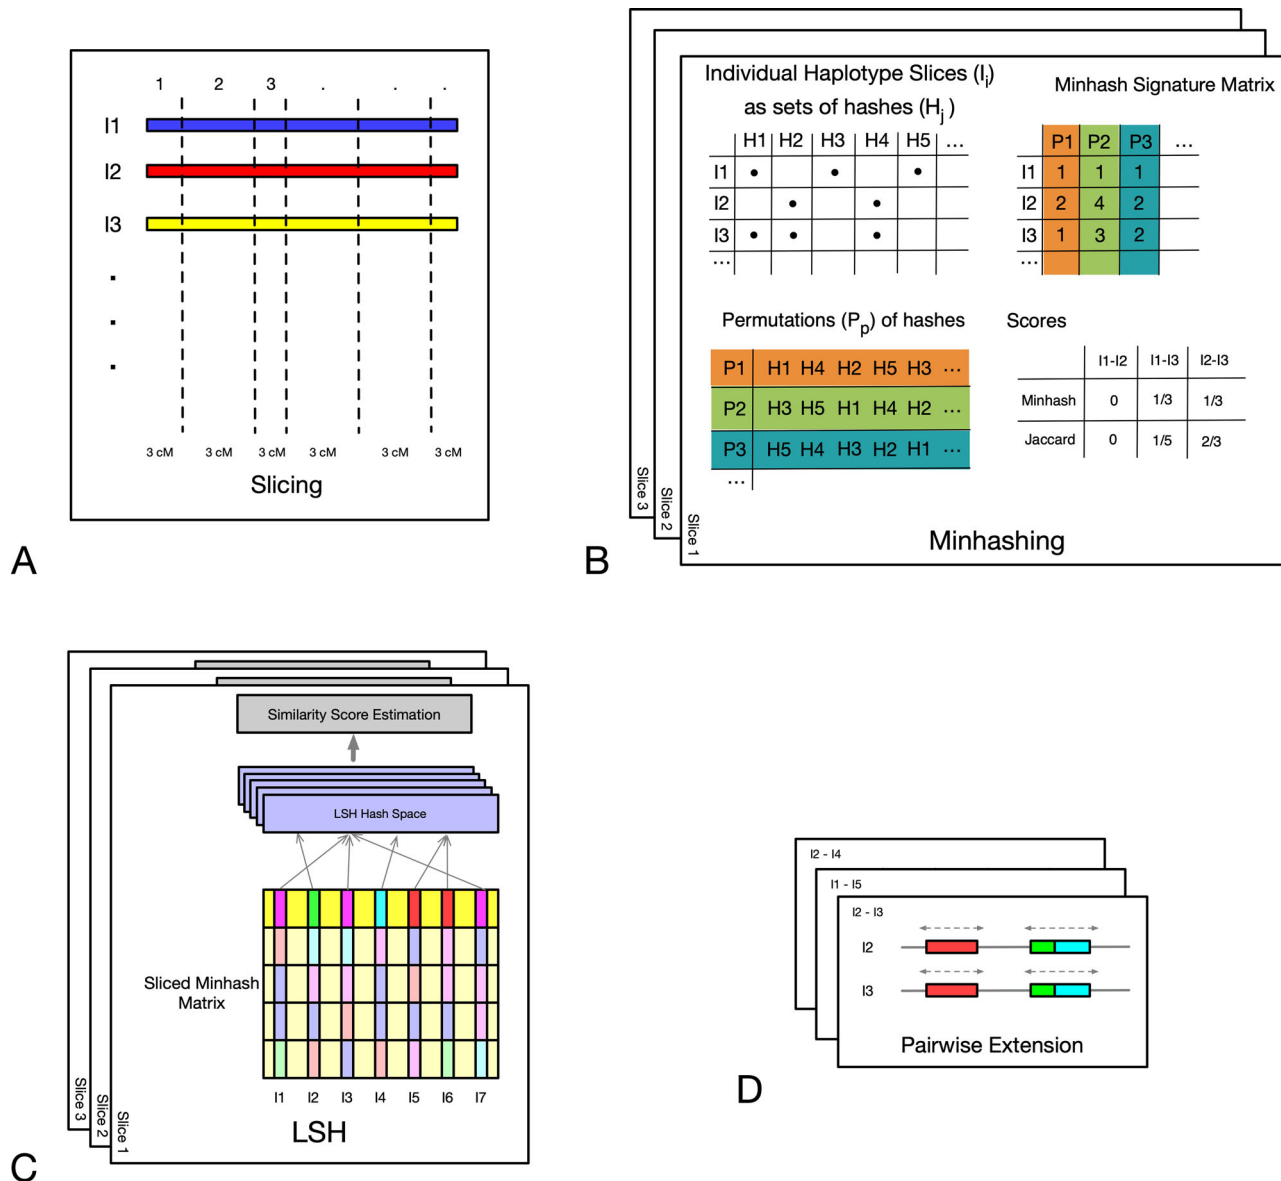 1 2 3 . . .
I1
I2
I3
.
.
.
3 cM 3 cM 3 cM 3 cM 3 cM 3 cM
Slicing
A
Individual Haplotype Slices (Ii)
as sets of hashes (Hj)
H1 H2 H3 H4 H5 ...
I1 • • •
I2 • •
I3 • • •
...
Minhash Signature Matrix
P1 P2 P3 ...
I1 1 1 1
I2 2 4 2
I3 1 3 2
...
Permutations (Pp) of hashes
P1 H1 H4 H2 H5 H3 ...
P2 H3 H5 H1 H4 H2 ...
P3 H5 H4 H3 H2 H1 ...
...
Scores
I1-I2 I1-I3 I2-I3
Minhash 0 1/3 1/3
Jaccard 0 1/5 2/3
Slice 3
Slice 2
Slice 1
Minhashing
B
Similarity Score Estimation
LSH Hash Space
Sliced Minhash
Matrix
I1 I2 I3 I4 I5 I6 I7
LSH
Slice 3
Slice 2
Slice 1
C
I2 - I4
I1 - I5
I2 - I3
I2
I3
Pairwise Extension
D